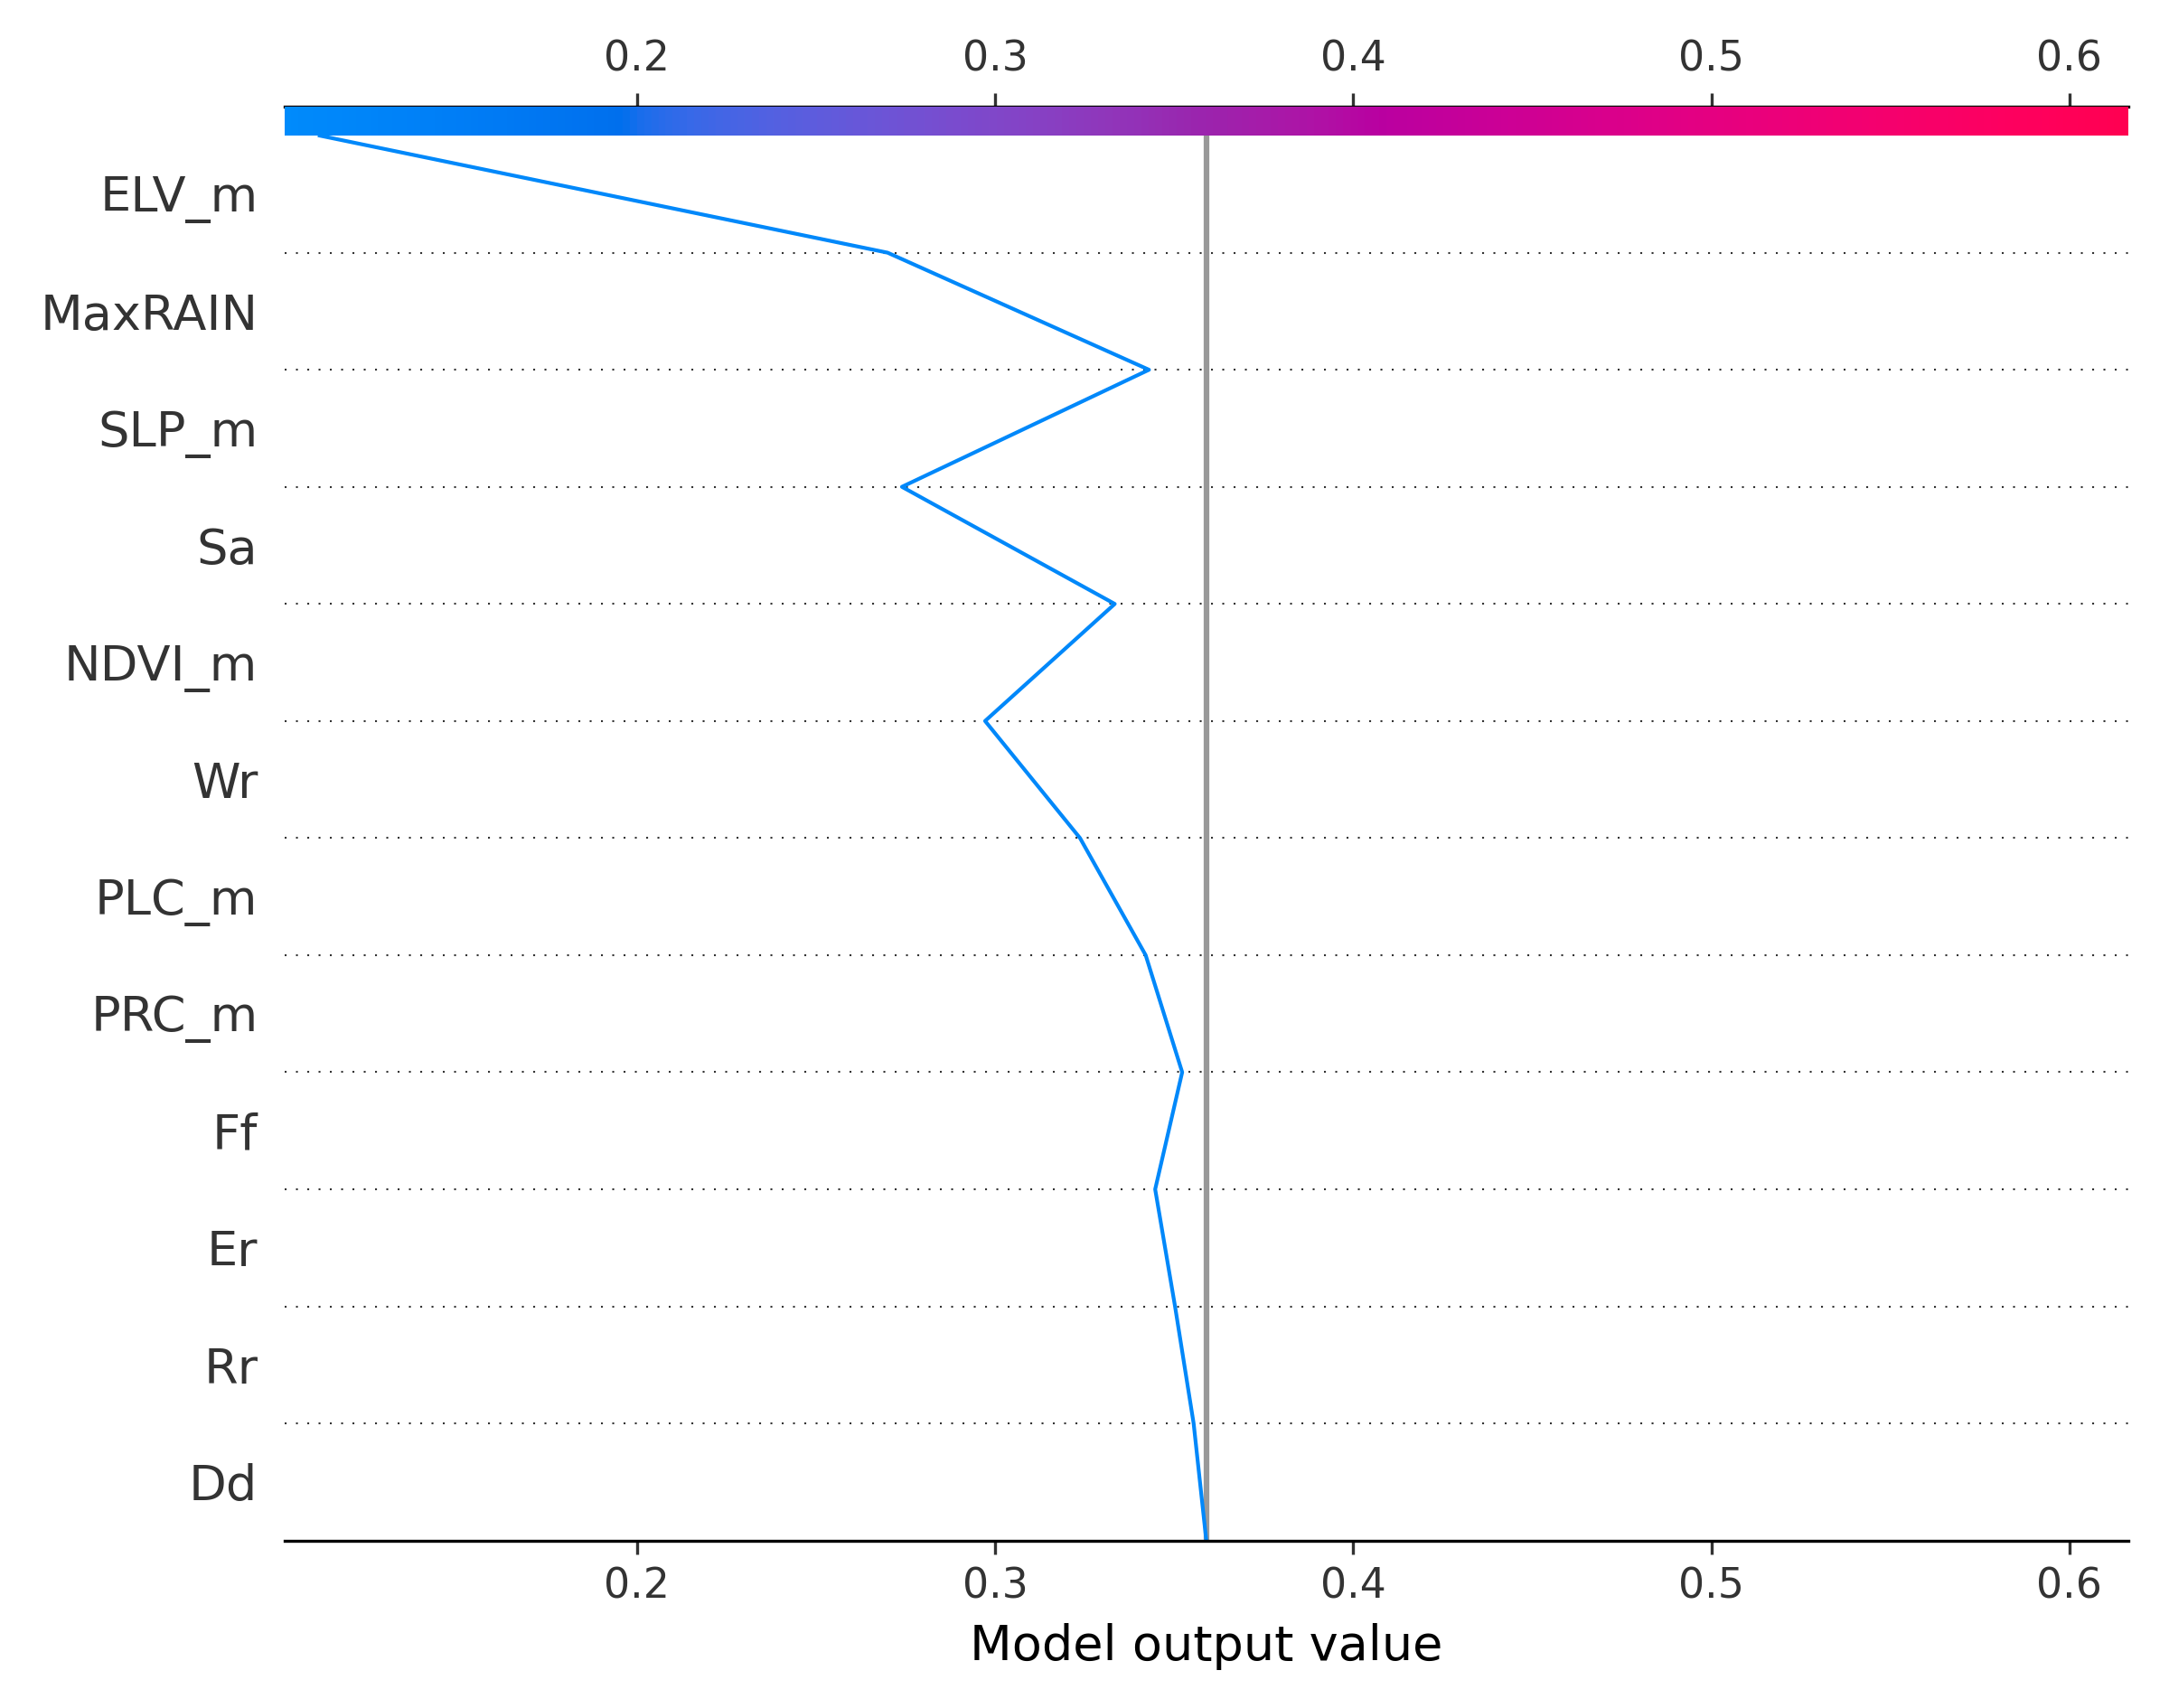 0.2 0.3 0.4 0.5 0.6
ELV_m
MaxRAIN
SLP_m
Sa
NDVI_m
Wr
PLC_m
PRC_m
Ff
Er
Rr
Dd
0.2 0.3 0.4 0.5 0.6
Model output value